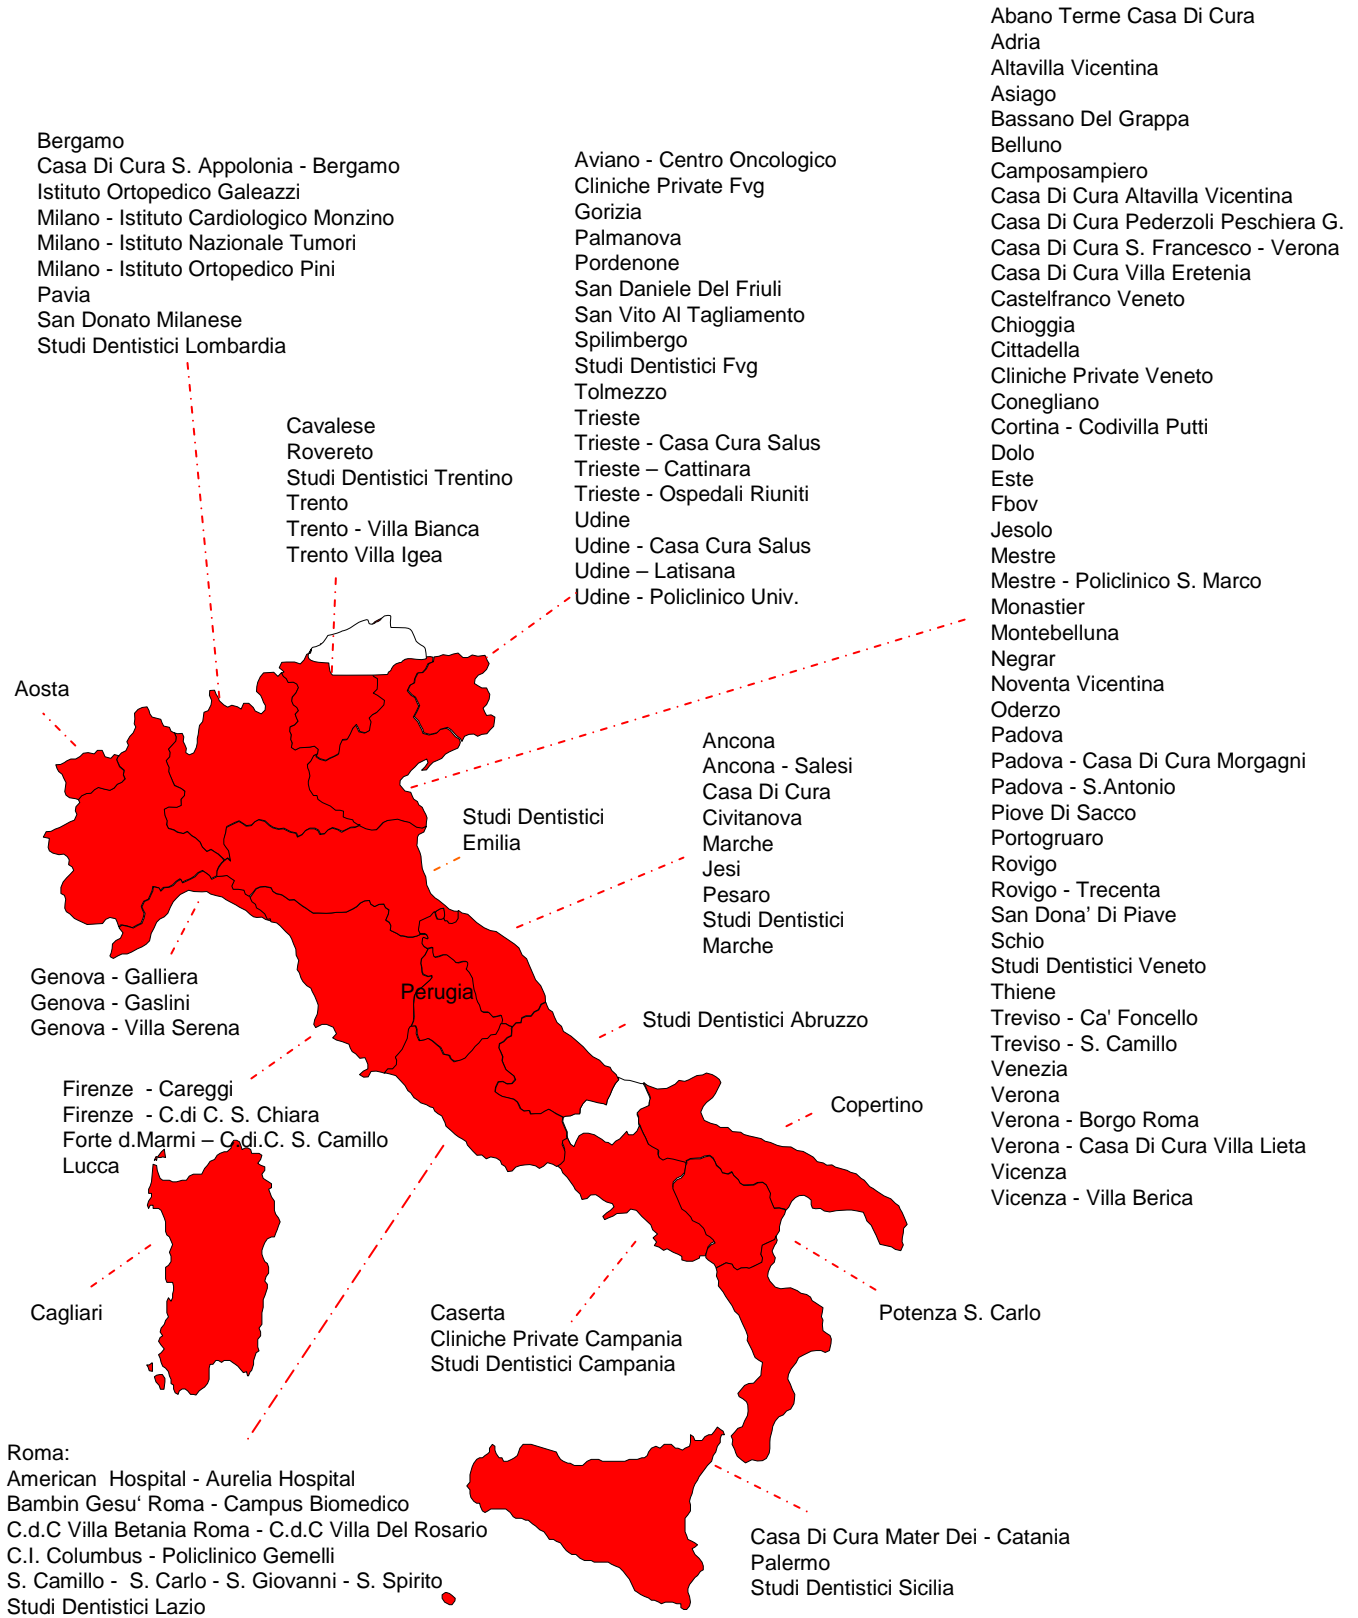 Bergamo
Casa Di Cura S. Appolonia - Bergamo
Istituto Ortopedico Galeazzi
Milano - Istituto Cardiologico Monzino
Milano - Istituto Nazionale Tumori
Milano - Istituto Ortopedico Pini
Pavia
San Donato Milanese
Studi Dentistici Lombardia
Cavalese
Rovereto
Studi Dentistici Trentino
Trento
Trento - Villa Bianca
Trento Villa Igea
Aviano - Centro Oncologico
Cliniche Private Fvg
Gorizia
Palmanova
Pordenone
San Daniele Del Friuli
San Vito Al Tagliamento
Spilimbergo
Studi Dentistici Fvg
Tolmezzo
Trieste
Trieste - Casa Cura Salus
Trieste – Cattinara
Trieste - Ospedali Riuniti
Udine
Udine - Casa Cura Salus
Udine – Latisana
Udine - Policlinico Univ.
Abano Terme Casa Di Cura
Adria
Altavilla Vicentina
Asiago
Bassano Del Grappa
Belluno
Camposampiero
Casa Di Cura Altavilla Vicentina
Casa Di Cura Pederzoli Peschiera G.
Casa Di Cura S. Francesco - Verona
Casa Di Cura Villa Eretenia
Castelfranco Veneto
Chioggia
Cittadella
Cliniche Private Veneto
Conegliano
Cortina - Codivilla Putti
Dolo
Este
Fbov
Jesolo
Mestre
Mestre - Policlinico S. Marco
Monastier
Montebelluna
Negrar
Noventa Vicentina
Oderzo
Padova
Padova - Casa Di Cura Morgagni
Padova - S.Antonio
Piove Di Sacco
Portogruaro
Rovigo
Rovigo - Trecenta
San Dona' Di Piave
Schio
Studi Dentistici Veneto
Thiene
Treviso - Ca' Foncello
Treviso - S. Camillo
Venezia
Verona
Verona - Borgo Roma
Verona - Casa Di Cura Villa Lieta
Vicenza
Vicenza - Villa Berica
Aosta
Ancona
Ancona - Salesi
Casa Di Cura
Civitanova
Marche
Jesi
Pesaro
Studi Dentistici
Marche
Studi Dentistici
Emilia
Genova - Galliera
Genova - Gaslini
Genova - Villa Serena
Perugia
Studi Dentistici Abruzzo
Firenze - Careggi
Firenze - C.di C. S. Chiara
Forte d.Marmi – C.di.C. S. Camillo
Lucca
Copertino
Cagliari
Caserta
Cliniche Private Campania
Studi Dentistici Campania
Potenza S. Carlo
Roma:
American Hospital - Aurelia Hospital
Bambin Gesu‘ Roma - Campus Biomedico
C.d.C Villa Betania Roma - C.d.C Villa Del Rosario
C.I. Columbus - Policlinico Gemelli
S. Camillo - S. Carlo - S. Giovanni - S. Spirito
Studi Dentistici Lazio
Casa Di Cura Mater Dei - Catania
Palermo
Studi Dentistici Sicilia